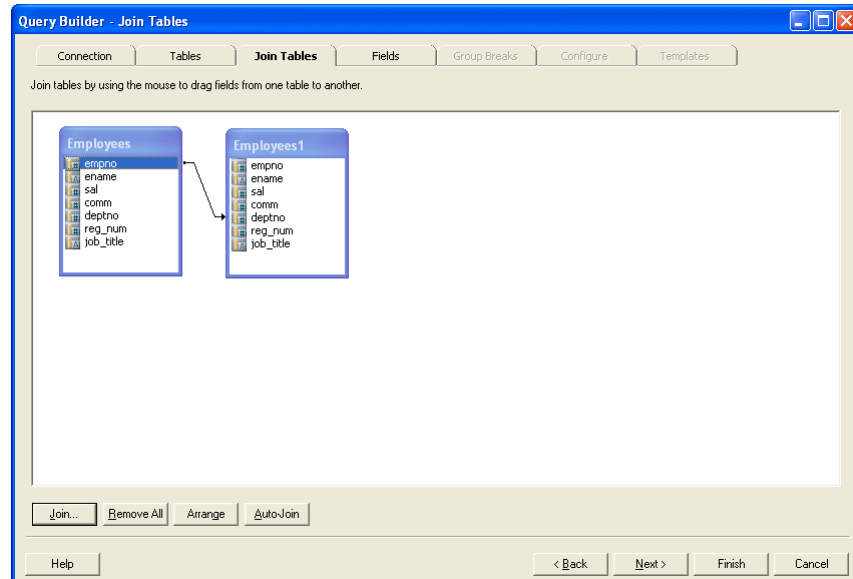 Query Builder - Join Tables
Connection Tables Join Tables Fields Group Breaks Configure Templates
Join tables by using the mouse to drag fields from one table to another.
Employees
empno
ename
sal
comm
deptno
reg_num
job_title
Employees1
empno
ename
sal
comm
deptno
reg_num
job_title
Join... Remove All Arrange Auto-Join
Help < Back Next > Finish Cancel